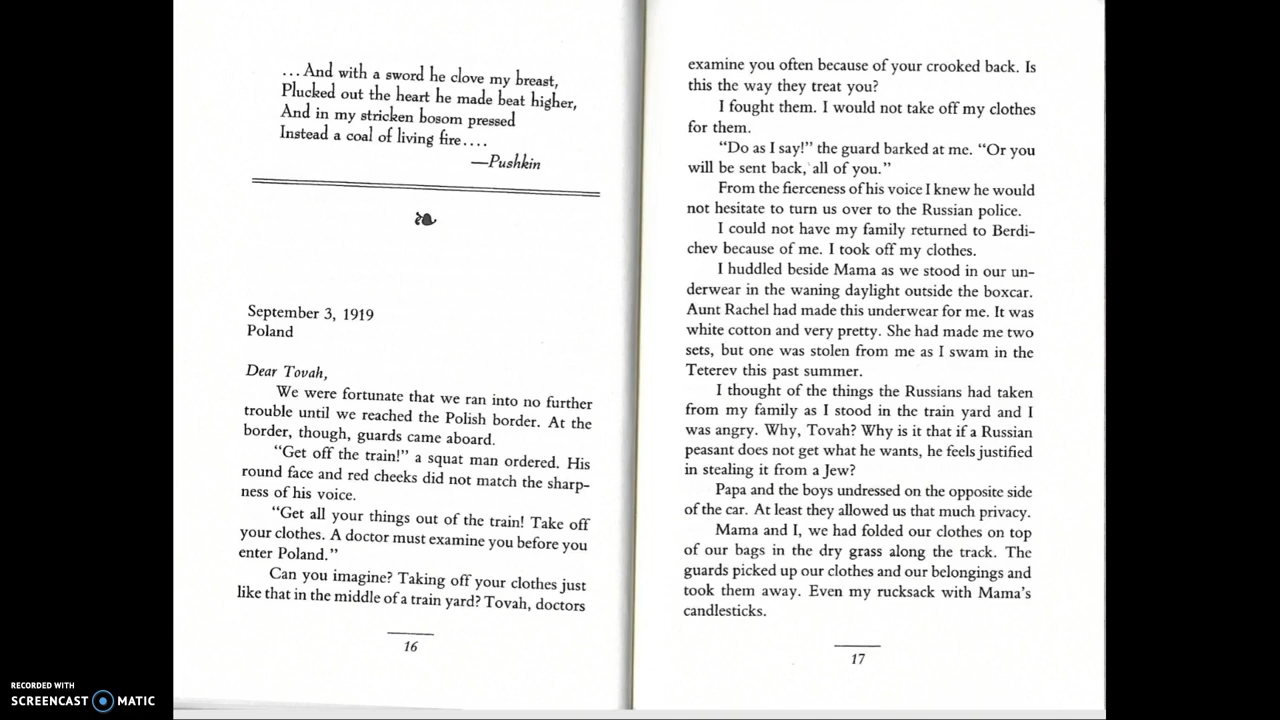 ...And with a sword he clove my breast,
Plucked out the heart he made beat higher,
And in my stricken bosom pressed
Instead a coal of living fire....
—Pushkin
September 3, 1919
Poland
Dear Tovah,
We were fortunate that we ran into no further
trouble until we reached the Polish border. At the
border, though, guards came aboard.
"Get off the train!" a squat man ordered. His
round face and red cheeks did not match the sharp-
ness of his voice.
"Get all your things out of the train! Take off
your clothes. A doctor must examine you before you
enter Poland."
Can you imagine? Taking off your clothes just
like that in the middle of a train yard? Tovah, doctors
16
examine you often because of your crooked back. Is
this the way they treat you?
I fought them. I would not take off my clothes
for them.
"Do as I say!" the guard barked at me. "Or you
will be sent back, all of you."
From the fierceness of his voice I knew he would
not hesitate to turn us over to the Russian police.
I could not have my family returned to Berdi-
chev because of me. I took off my clothes.
I huddled beside Mama as we stood in our un-
derwear in the waning daylight outside the boxcar.
Aunt Rachel had made this underwear for me. It was
white cotton and very pretty. She had made me two
sets, but one was stolen from me as I swam in the
Teterev this past summer.
I thought of the things the Russians had taken
from my family as I stood in the train yard and I
was angry. Why, Tovah? Why is it that if a Russian
peasant does not get what he wants, he feels justified
in stealing it from a Jew?
Papa and the boys undressed on the opposite side
of the car. At least they allowed us that much privacy.
Mama and I, we had folded our clothes on top
of our bags in the dry grass along the track. The
guards picked up our clothes and our belongings and
took them away. Even my rucksack with Mama's
candlesticks.
17
RECORDED WITH
SCREENCAST MATIC